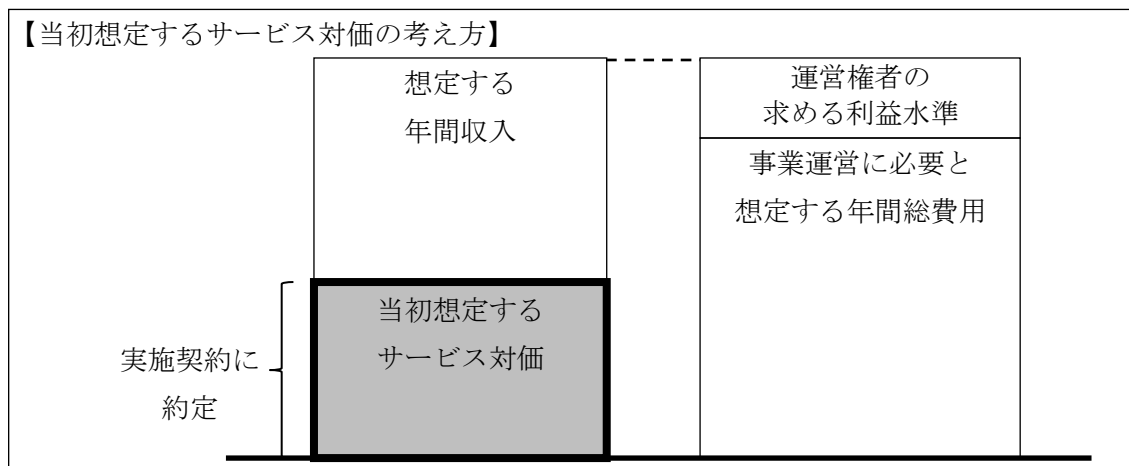 【当初想定するサービス対価の考え方】
想定する
年間収入
当初想定する
サービス対価
実施契約に
約定
運営権者の
求める利益水準
事業運営に必要と
想定する年間総費用